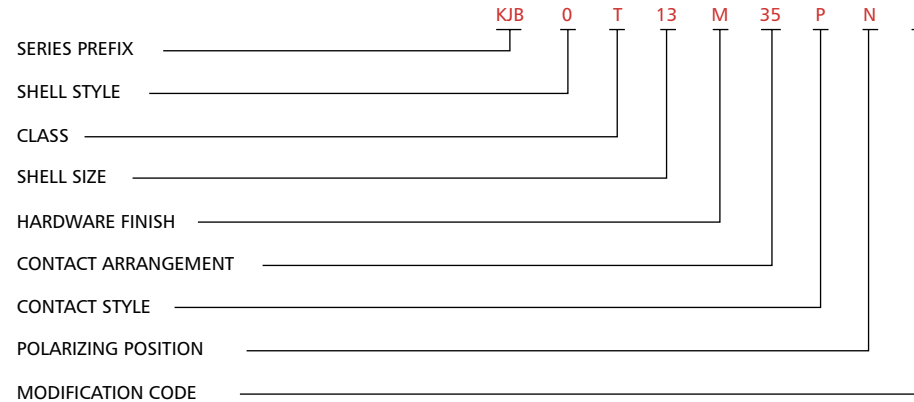 KJB 0 T 13 M 35 P N
SERIES PREFIX
SHELL STYLE
CLASS
SHELL SIZE
HARDWARE FINISH
CONTACT ARRANGEMENT
CONTACT STYLE
POLARIZING POSITION
MODIFICATION CODE